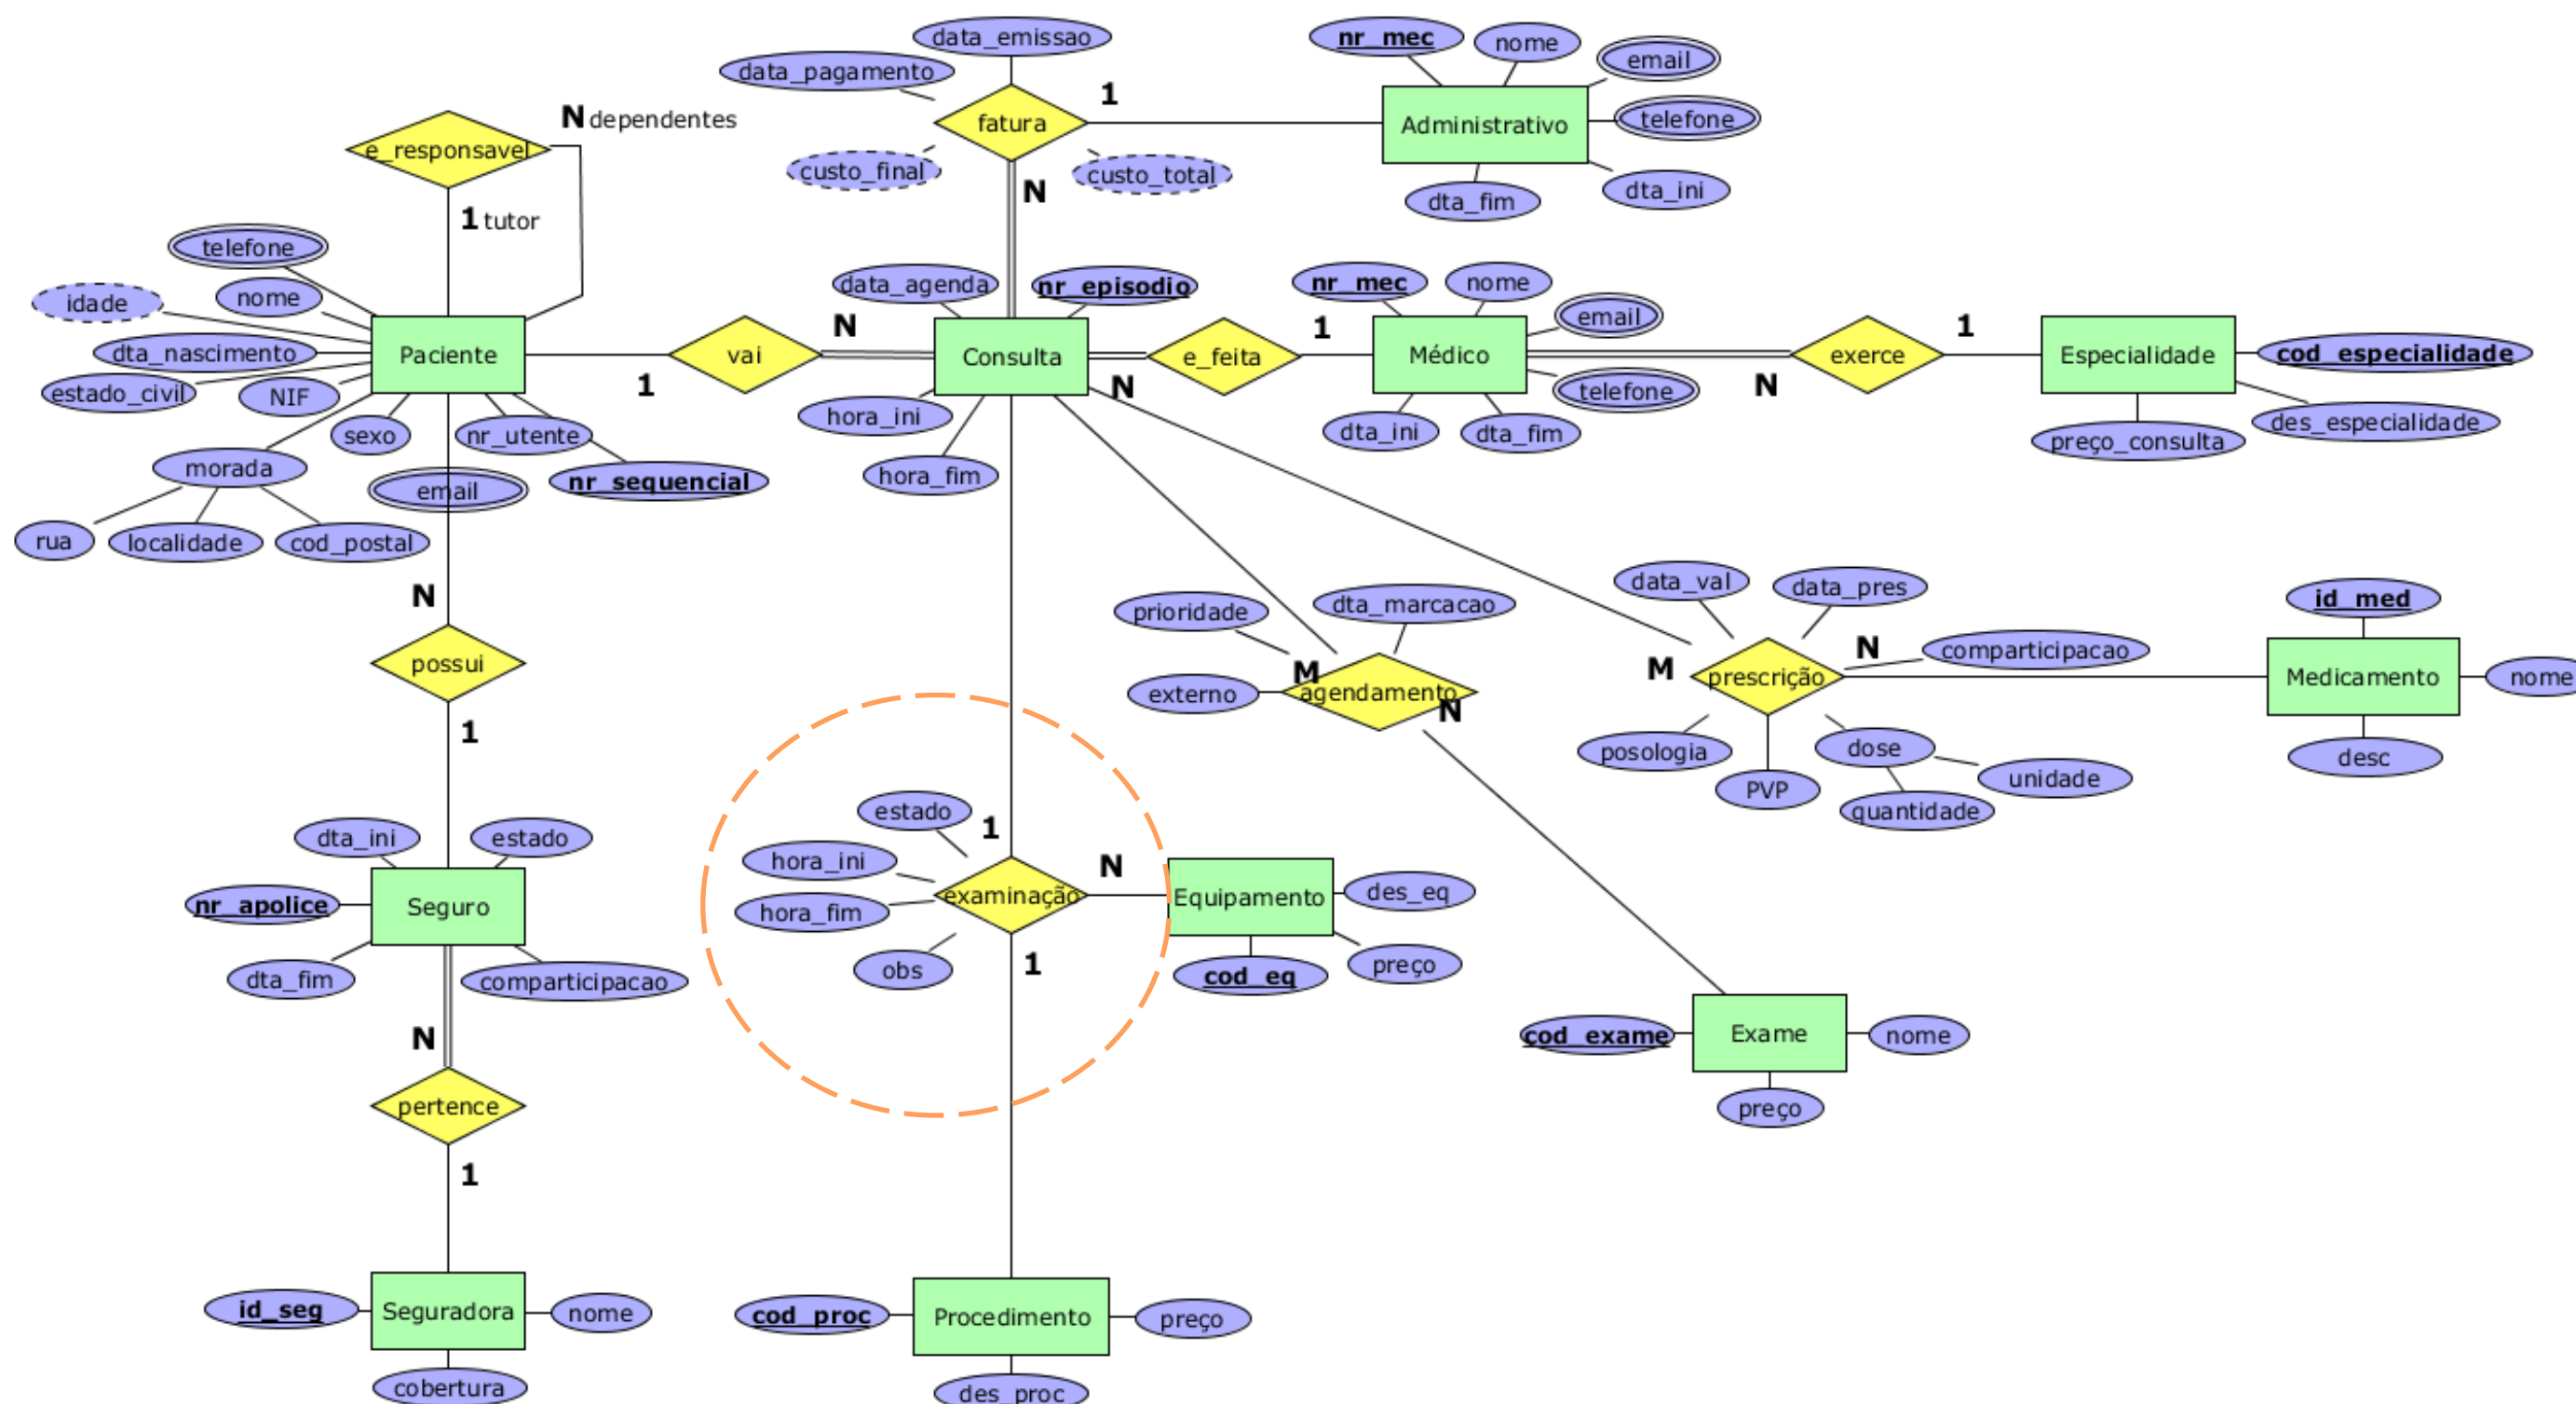 data_emissao
data_pagamento
fatura
custo_final
custo_total
1
N
nr_mec
nome
email
Administrativo
telefone
dta_fim
dta_ini
e_responsavel
N dependentes
1 tutor
telefone
idade
nome
dta_nascimento
Paciente
estado_civil
NIF
sexo
nr_utente
morada
nr_sequencial
email
rua
localidade
cod_postal
vai
1
N
data_agenda
nr_episodio
Consulta
hora_ini
hora_fim
e_feita
N
1
nr_mec
nome
email
Médico
telefone
dta_ini
dta_fim
exerce
N
1
Especialidade
cod_especialidade
des_especialidade
preço_consulta
N
possui
1
dta_ini
estado
nr_apolice
Seguro
dta_fim
comparticipacao
N
pertence
1
id_seg
Seguradora
nome
cobertura
prioridade
dta_marcacao
M
externo
agendamento
N
data_val
data_pres
N
comparticipacao
M
prescrição
posologia
PVP
dose
unidade
quantidade
id_med
Medicamento
nome
desc
estado
1
hora_ini
N
examinação
hora_fim
obs
1
Equipamento
des_eq
cod_eq
preço
cod_exame
Exame
nome
preço
cod_proc
Procedimento
preço
des_proc